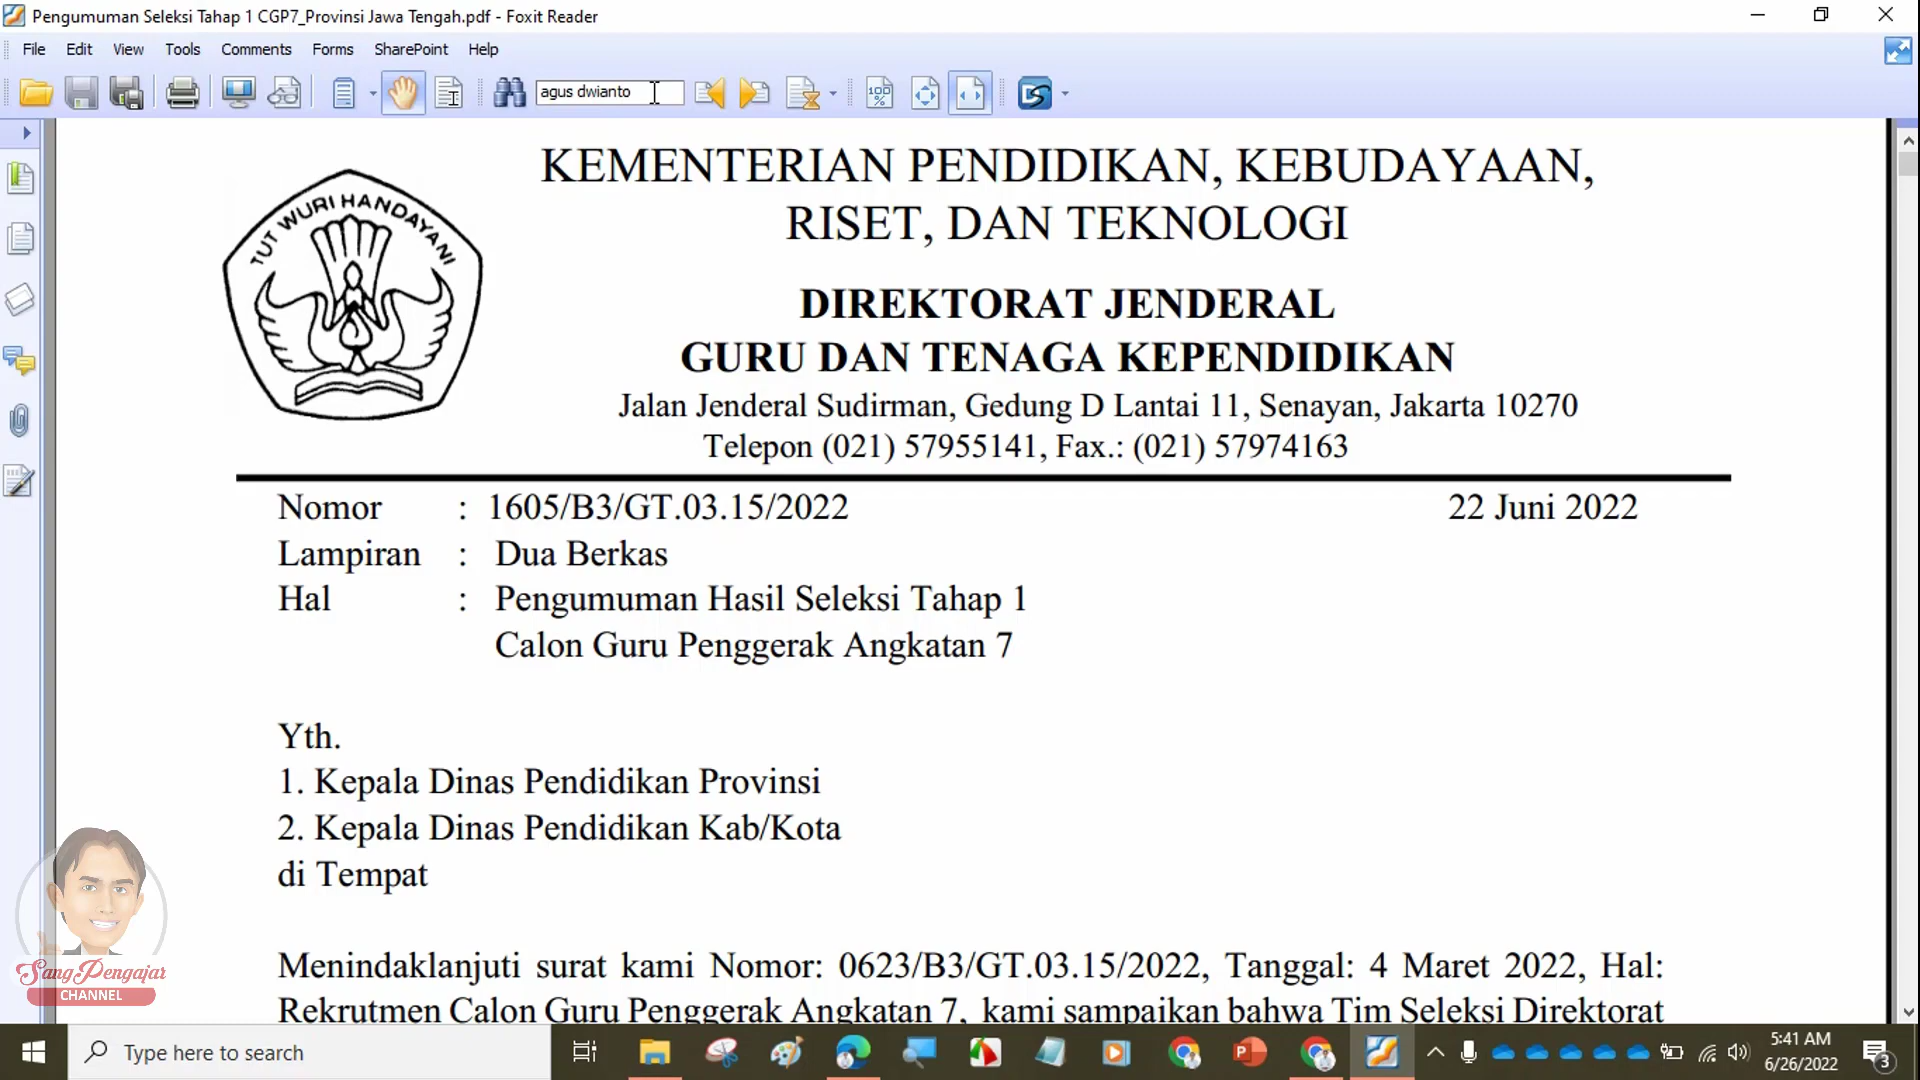 Pengumuman Seleksi Tahap 1 CGP7_Provinsi Jawa Tengah.pdf - Foxit Reader
File Edit View Tools Comments Forms SharePoint Help
agus dwianto
100 %
TUT WURI HANDAYANI
KEMENTERIAN PENDIDIKAN, KEBUDAYAAN,
RISET, DAN TEKNOLOGI
DIREKTORAT JENDERAL
GURU DAN TENAGA KEPENDIDIKAN
Jalan Jenderal Sudirman, Gedung D Lantai 11, Senayan, Jakarta 10270
Telepon (021) 57955141, Fax.: (021) 57974163
Nomor : 1605/B3/GT.03.15/2022 22 Juni 2022
Lampiran : Dua Berkas
Hal : Pengumuman Hasil Seleksi Tahap 1
Calon Guru Penggerak Angkatan 7
Yth.
1. Kepala Dinas Pendidikan Provinsi
2. Kepala Dinas Pendidikan Kab/Kota
di Tempat
Menindaklanjuti surat kami Nomor: 0623/B3/GT.03.15/2022, Tanggal: 4 Maret 2022, Hal:
Rekrutmen Calon Guru Penggerak Angkatan 7, kami sampaikan bahwa Tim Seleksi Direktorat
SangPengajar
CHANNEL
Type here to search
5:41 AM
6/26/2022
3